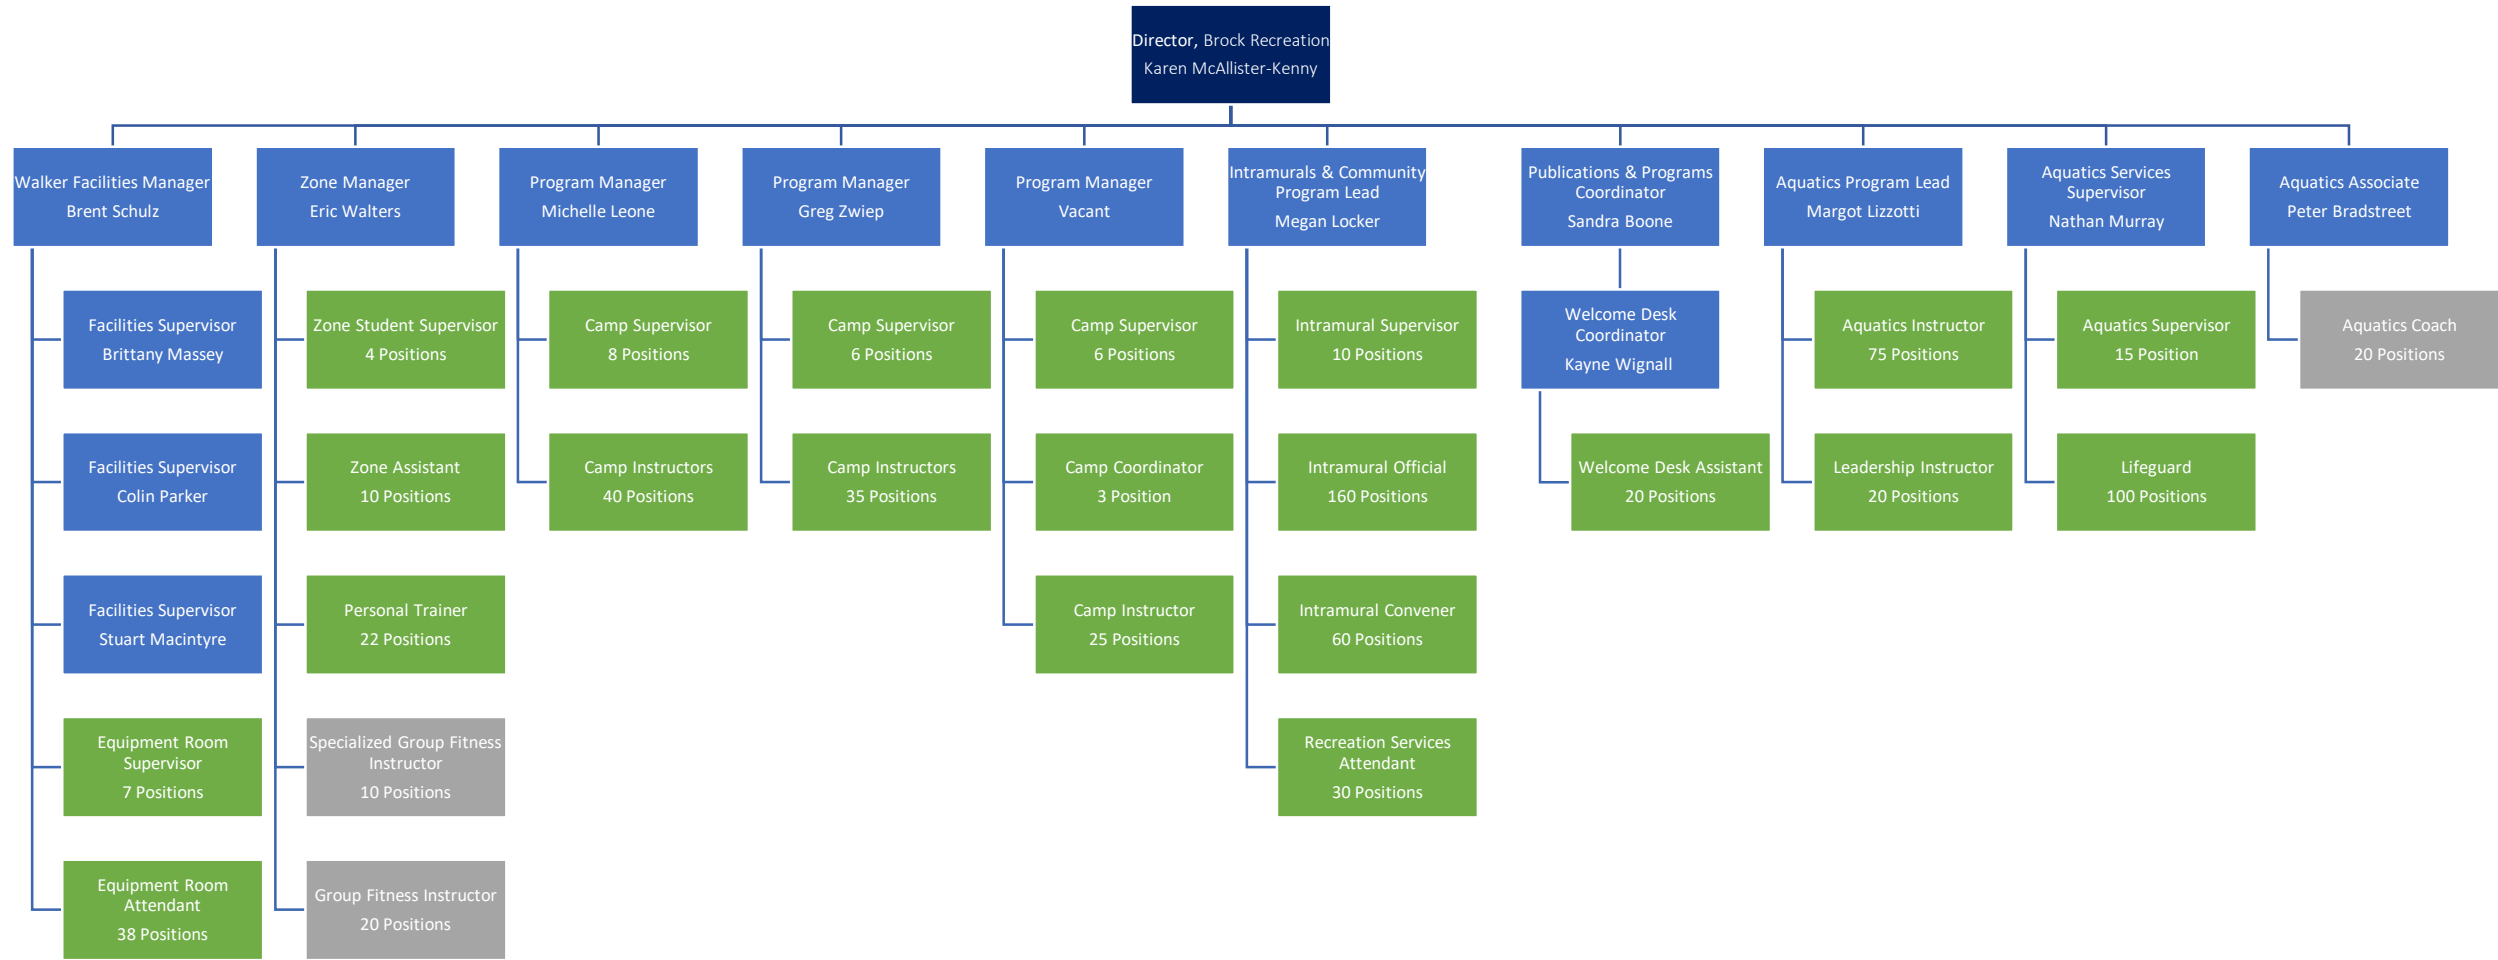 Director, Brock Recreation
Karen McAllister-Kenny
Walker Facilities Manager
Brent Schulz
Zone Manager
Eric Walters
Program Manager
Michelle Leone
Program Manager
Greg Zwiep
Program Manager
Vacant
Intramurals & Community
Program Lead
Megan Locker
Publications & Programs
Coordinator
Sandra Boone
Aquatics Program Lead
Margot Lizzotti
Aquatics Services
Supervisor
Nathan Murray
Aquatics Associate
Peter Bradstreet
Facilities Supervisor
Brittany Massey
Zone Student Supervisor
4 Positions
Camp Supervisor
8 Positions
Camp Supervisor
6 Positions
Camp Supervisor
6 Positions
Intramural Supervisor
10 Positions
Welcome Desk
Coordinator
Kayne Wignall
Aquatics Instructor
75 Positions
Aquatics Supervisor
15 Position
Aquatics Coach
20 Positions
Facilities Supervisor
Colin Parker
Zone Assistant
10 Positions
Camp Instructors
40 Positions
Camp Instructors
35 Positions
Camp Coordinator
3 Position
Intramural Official
160 Positions
Welcome Desk Assistant
20 Positions
Leadership Instructor
20 Positions
Lifeguard
100 Positions
Facilities Supervisor
Stuart Macintyre
Personal Trainer
22 Positions
Camp Instructor
25 Positions
Intramural Convener
60 Positions
Equipment Room
Supervisor
7 Positions
Specialized Group Fitness
Instructor
10 Positions
Recreation Services
Attendant
30 Positions
Equipment Room
Attendant
38 Positions
Group Fitness Instructor
20 Positions